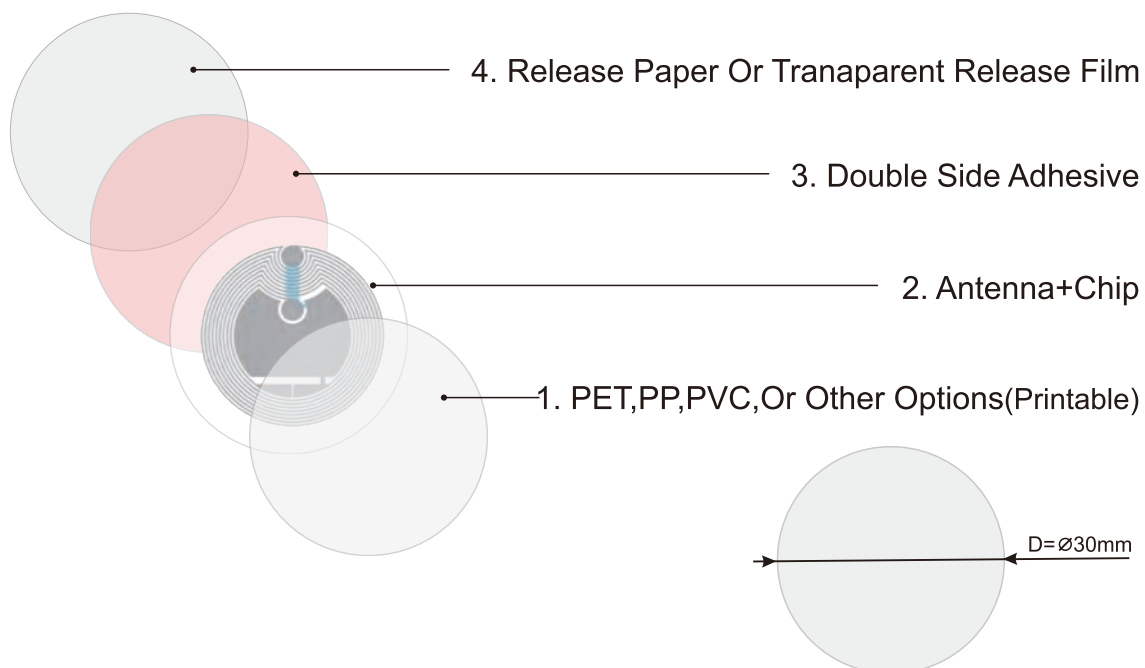 4. Release Paper Or Tranaparent Release Film
3. Double Side Adhesive
2. Antenna+Chip
1. PET,PP,PVC,Or Other Options(Printable)
D=Ø30mm